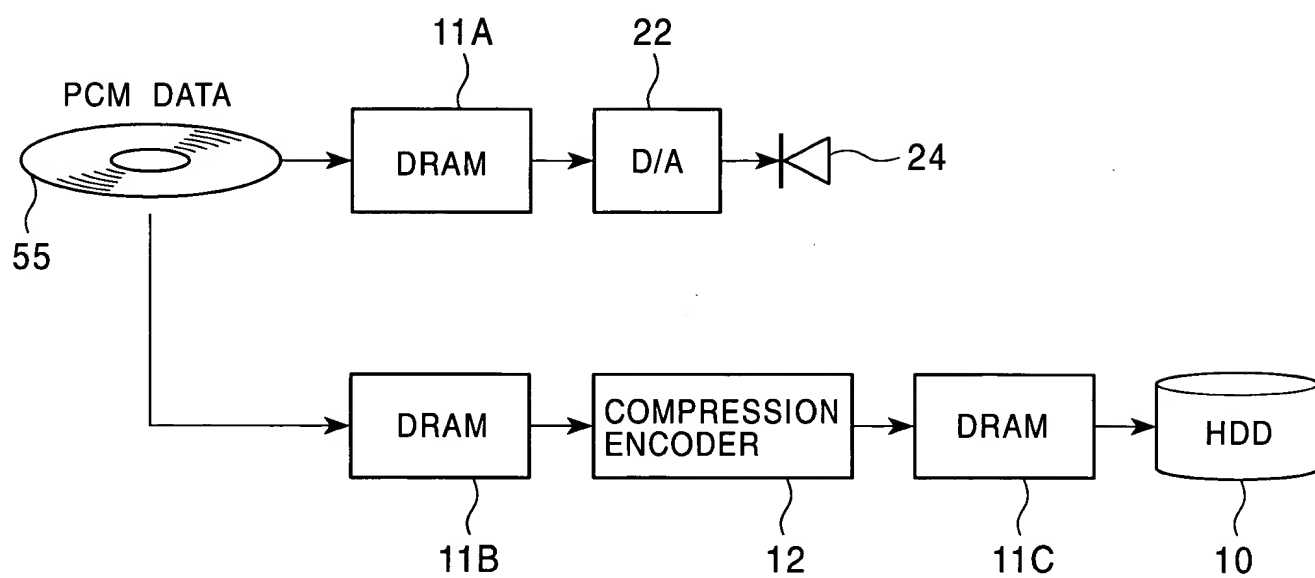 11A
22
PCM DATA
DRAM
D/A
24
55
DRAM
COMPRESSION
ENCODER
DRAM
HDD
11B
12
11C
10